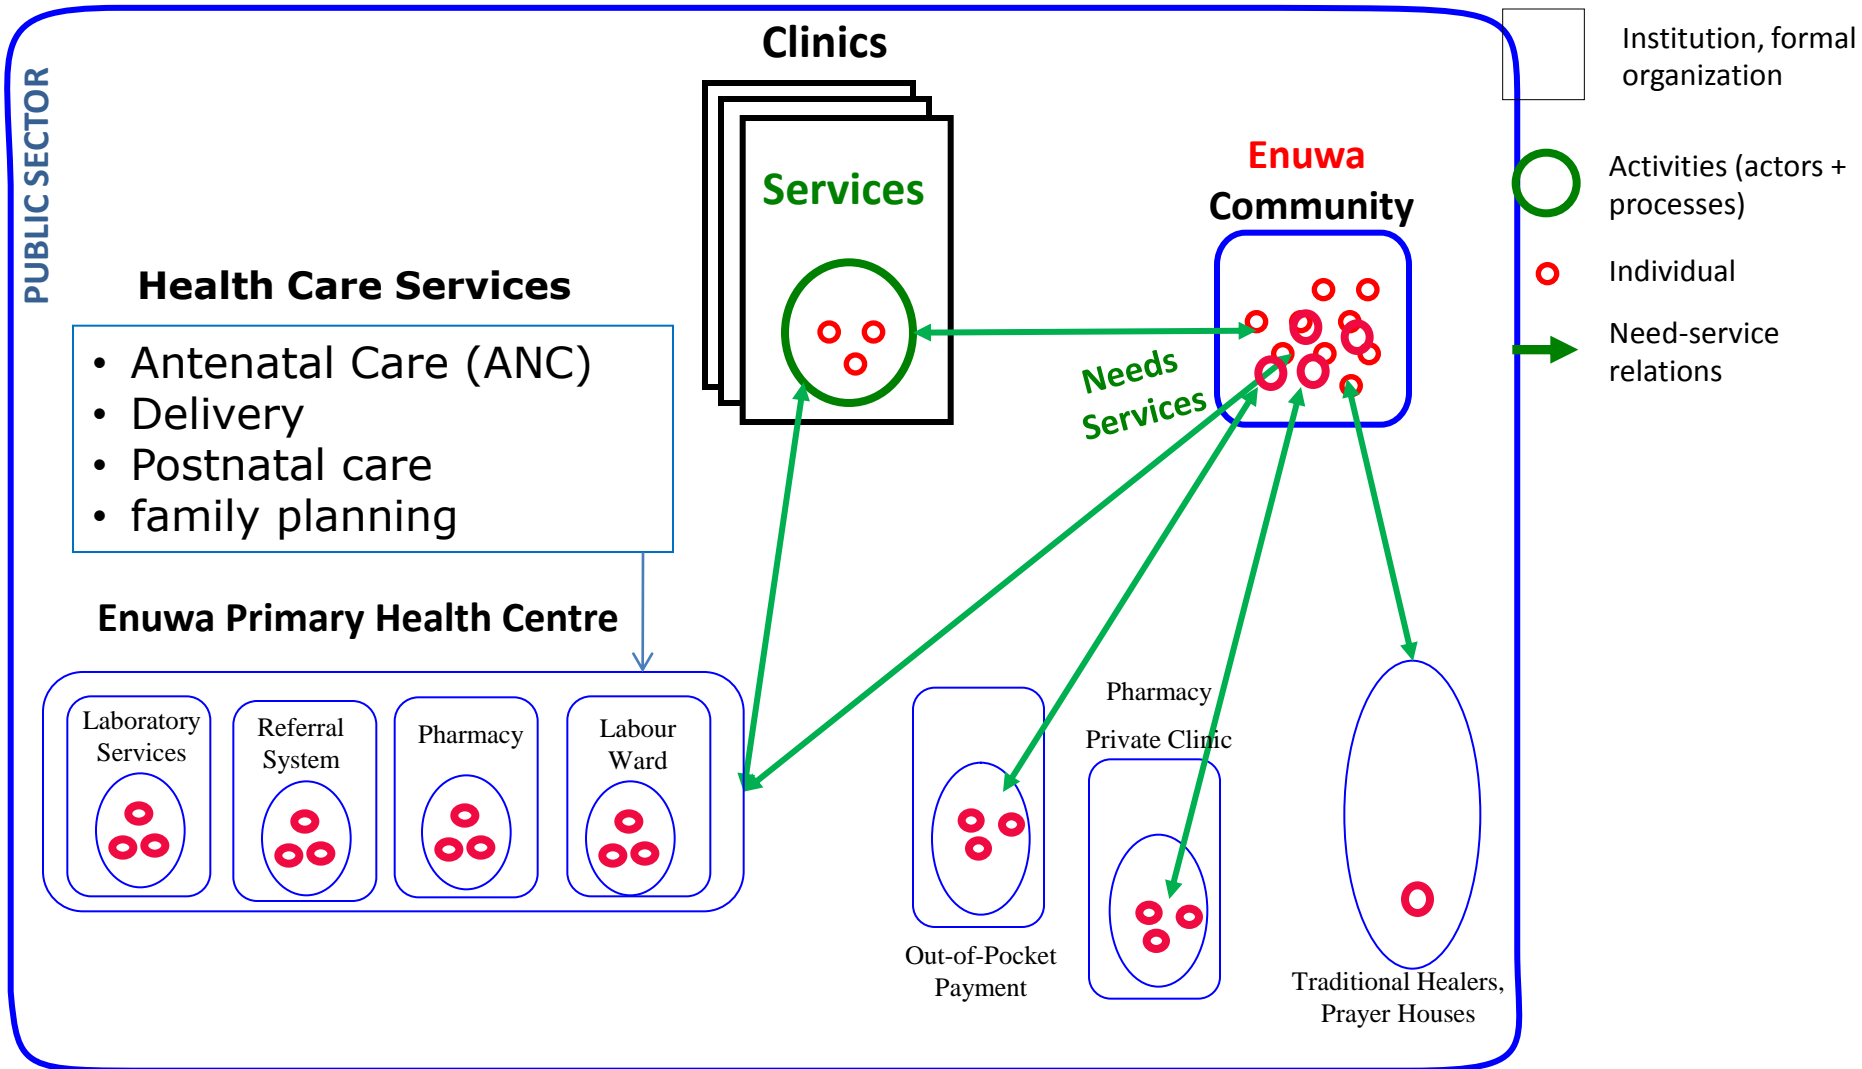 Clinics
Institution, formal
organization
PUBLIC SECTOR
Services
Enuwa
Community
Activities (actors +
processes)
Individual
Need-service
relations
Health Care Services
• Antenatal Care (ANC)
• Delivery
• Postnatal care
• family planning
Needs
Services
Enuwa Primary Health Centre
Laboratory
Services
Referral
System
Pharmacy
Labour
Ward
Pharmacy
Private Clinic
Out-of-Pocket
Payment
Traditional Healers,
Prayer Houses